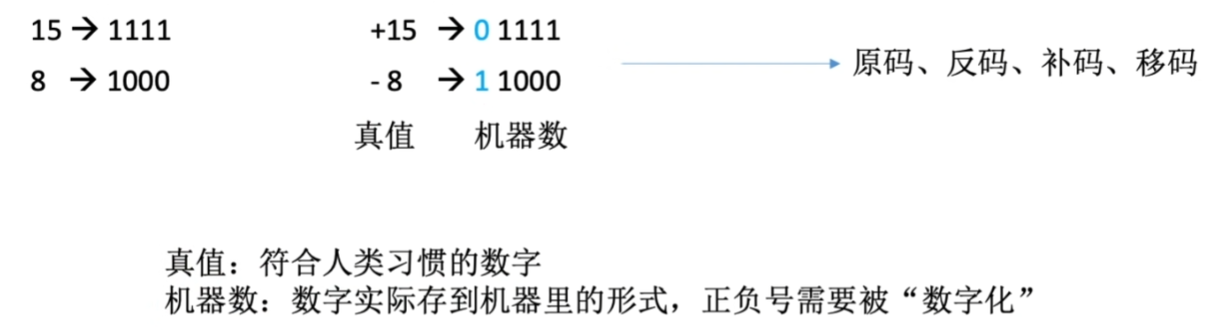 15 → 1111 +15 → 0 1111
8 → 1000 - 8 → 1 1000
原码、反码、补码、移码
真值 机器数
真值：符合人类习惯的数字
机器数：数字实际存到机器里的形式，正负号需要被“数字化”